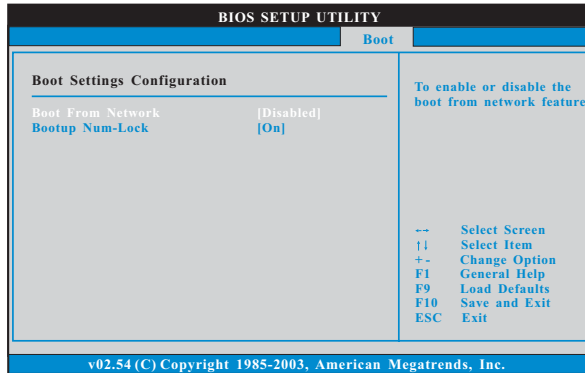 BIOS SETUP UTILITY
Boot
Boot Settings Configuration
Boot From Network [Disabled]
Bootup Num-Lock [On]
To enable or disable the
boot from network feature
←→ Select Screen
↑↓ Select Item
+ - Change Option
F1 General Help
F9 Load Defaults
F10 Save and Exit
ESC Exit
v02.54 (C) Copyright 1985-2003, American Megatrends, Inc.